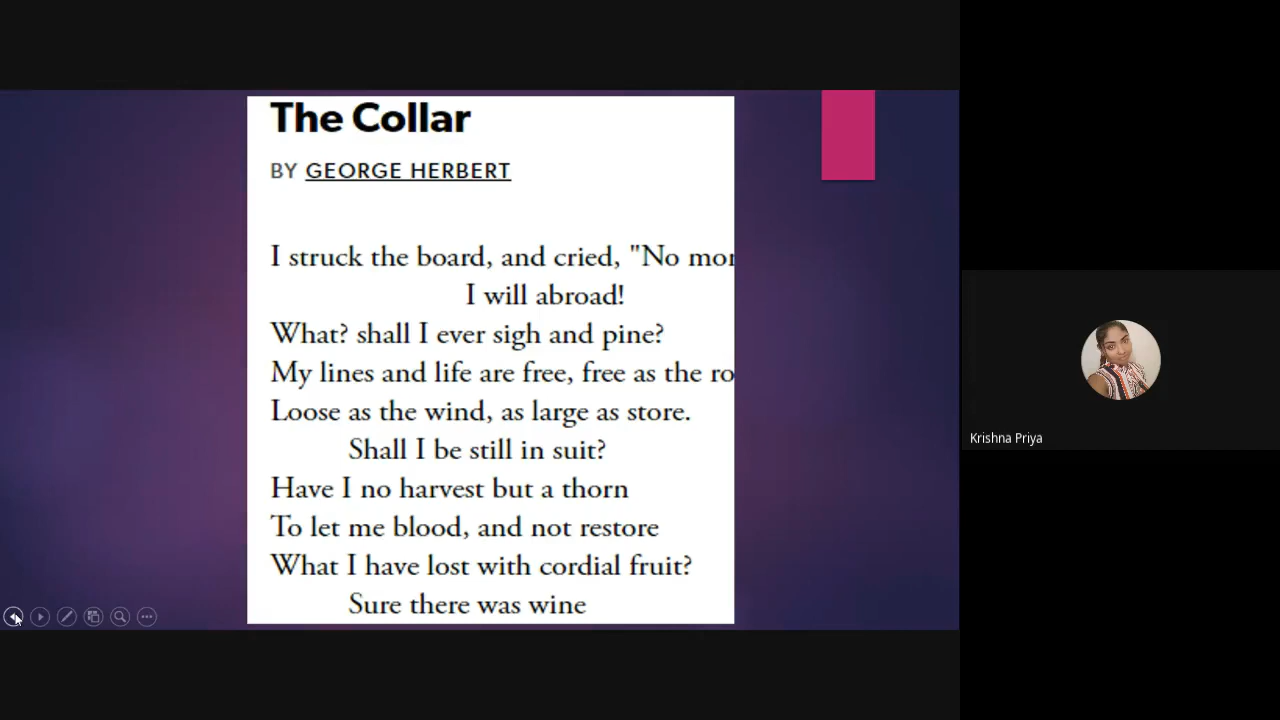 The Collar
BY GEORGE HERBERT
I struck the board, and cried, "No mor
I will abroad!
What? shall I ever sigh and pine?
My lines and life are free, free as the ro
Loose as the wind, as large as store.
Shall I be still in suit?
Have I no harvest but a thorn
To let me blood, and not restore
What I have lost with cordial fruit?
Sure there was wine
Krishna Priya